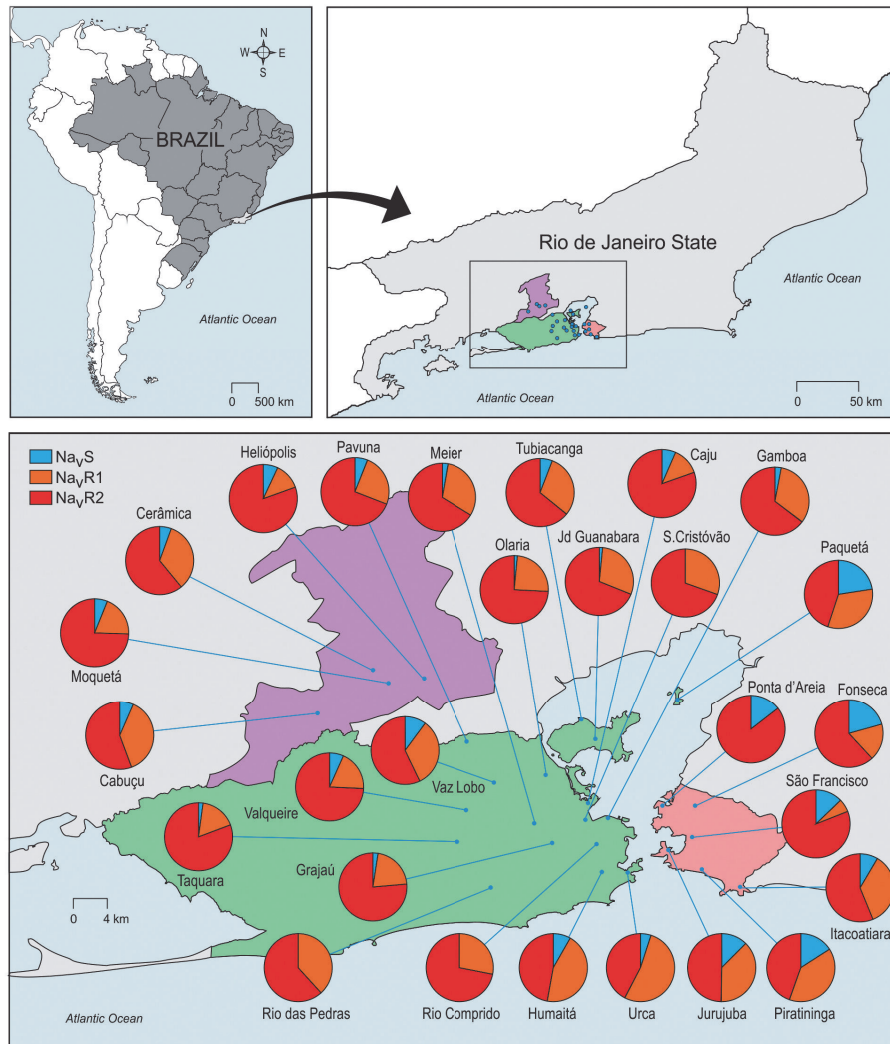 N
W E
S
BRAZIL
Atlantic Ocean
0 500 km
Rio de Janeiro State
Atlantic Ocean
Atlantic Ocean
0 50 km
NaᵥS
NaᵥR1
NaᵥR2
Heliópolis
Pavuna
Meier
Tubiacanga
Caju
Gamboa
Cerâmica
Olaria
Jd Guanabara
S.Cristóvão
Paquetá
Moquetá
Ponta d'Areia
Fonseca
Cabuçu
Vaz Lobo
São Francisco
Valqueire
Taquara
Grajaú
0 4 km
Itacoatiara
Rio das Pedras
Rio Comprido
Humaitá
Urca
Jurujuba
Piratininga
Atlantic Ocean